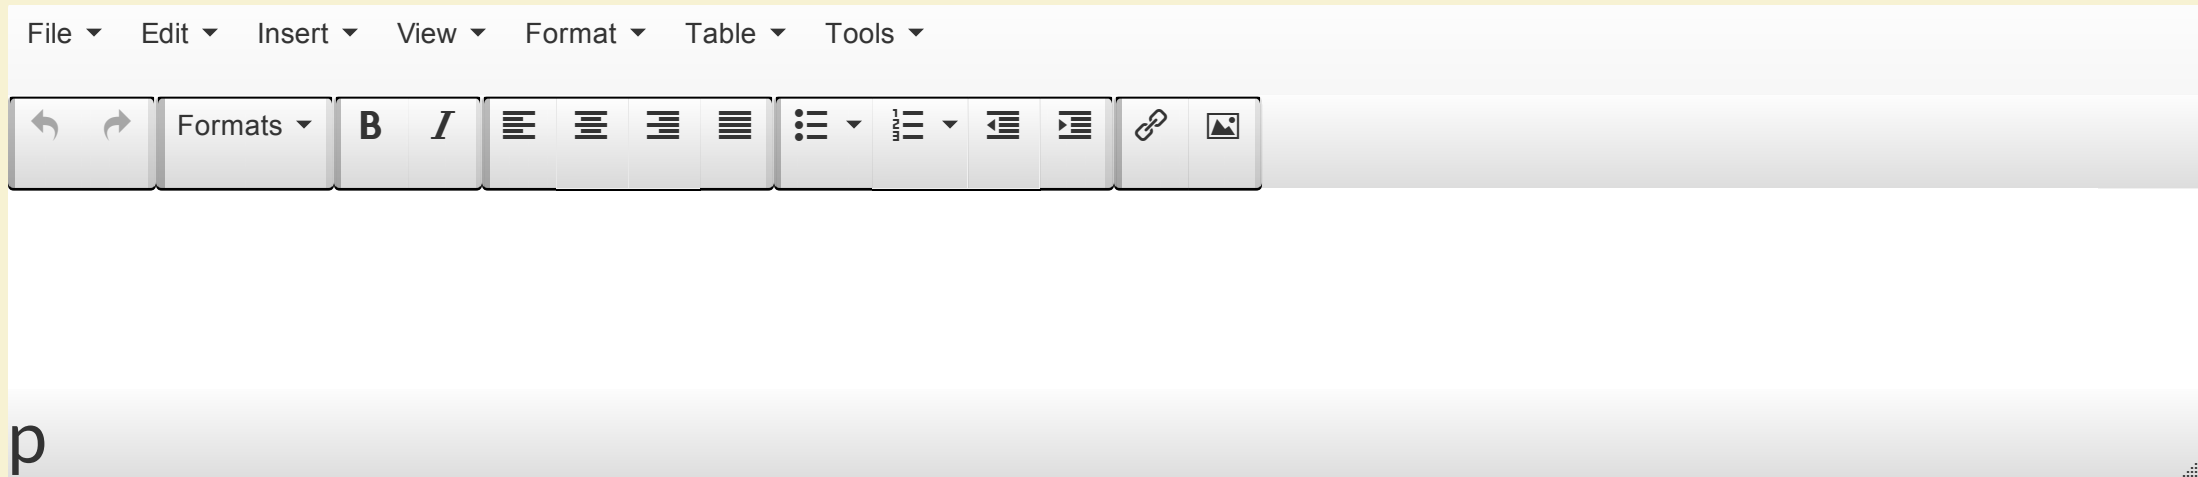 File Edit Insert View Format Table Tools
Formats B I
p